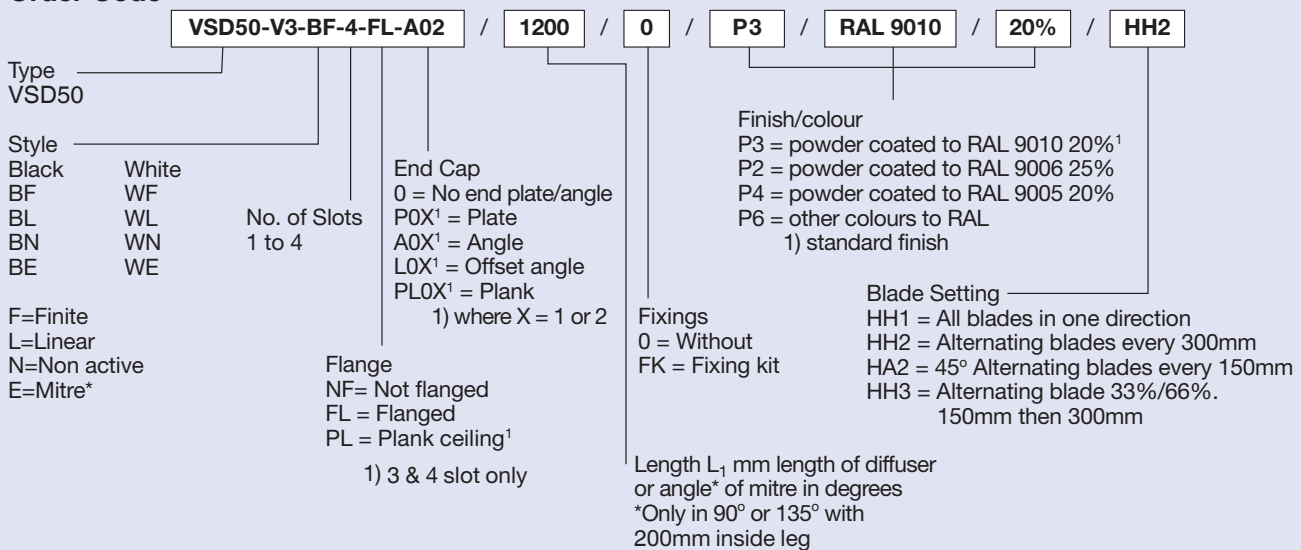 VSD50-V3-BF-4-FL-A02 / 1200 / 0 / P3 / RAL 9010 / 20% / HH2
Type
VSD50
Style
Black White
BF WF
BL WL
BN WN
BE WE
F=Finite
L=Linear
N=Non active
E=Mitre*
No. of Slots
1 to 4
End Cap
0 = No end plate/angle
P0X¹ = Plate
A0X¹ = Angle
L0X¹ = Offset angle
PL0X¹ = Plank
1) where X = 1 or 2
Flange
NF= Not flanged
FL = Flanged
PL = Plank ceiling¹
1) 3 & 4 slot only
Fixings
0 = Without
FK = Fixing kit
Length L₁ mm length of diffuser
or angle* of mitre in degrees
*Only in 90º or 135º with
200mm inside leg
Finish/colour
P3 = powder coated to RAL 9010 20%¹
P2 = powder coated to RAL 9006 25%
P4 = powder coated to RAL 9005 20%
P6 = other colours to RAL
1) standard finish
Blade Setting
HH1 = All blades in one direction
HH2 = Alternating blades every 300mm
HA2 = 45º Alternating blades every 150mm
HH3 = Alternating blade 33%/66%.
150mm then 300mm